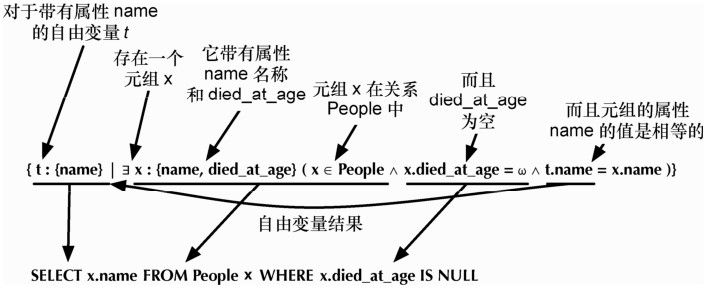 对于带有属性 name
的自由变量 t
存在一个
元组 x
它带有属性
name 名称
和 died_at_age
元组 x 在关系
People 中
而且
died_at_age
为空
而且元组的属性
name 的值是相等的
{ t : {name} | ∃ x : {name, died_at_age} ( x ∈ People ∧ x.died_at_age = ω ∧ t.name = x.name )}
自由变量结果
SELECT x.name FROM People x WHERE x.died_at_age IS NULL